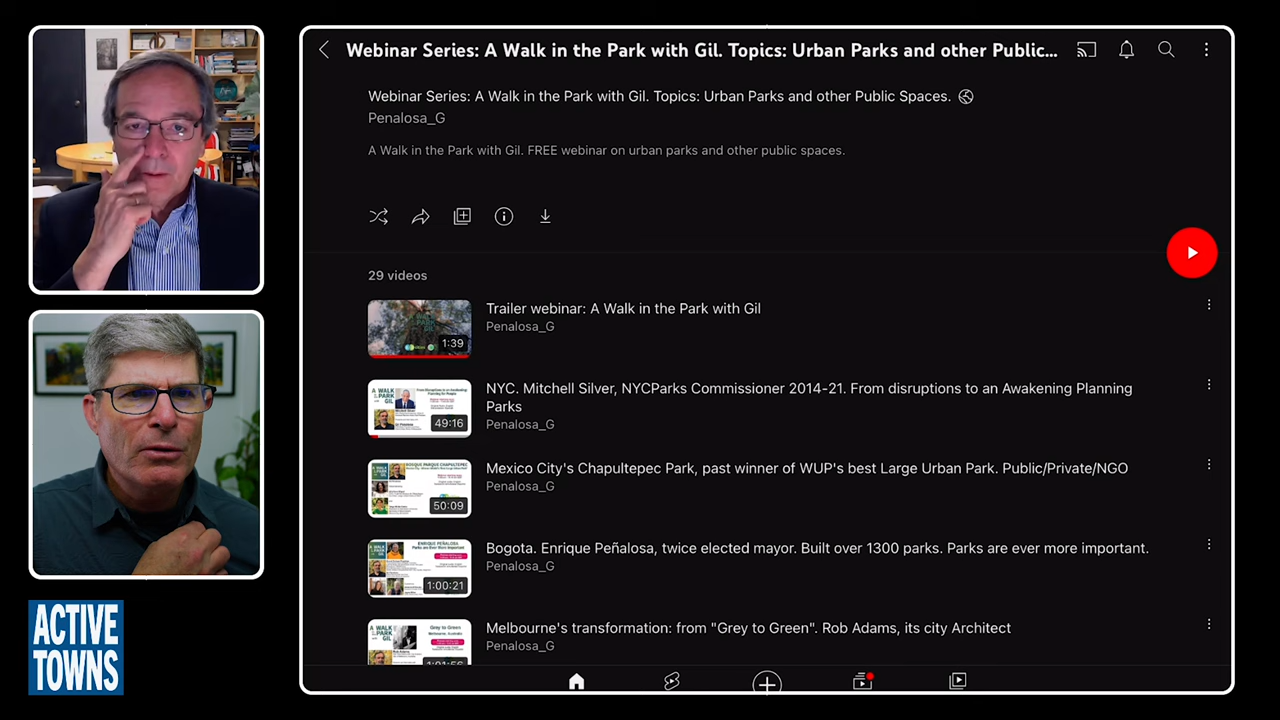 Webinar Series: A Walk in the Park with Gil. Topics: Urban Parks and other Public...
Webinar Series: A Walk in the Park with Gil. Topics: Urban Parks and other Public Spaces.
Penalosa_G
A Walk in the Park with Gil. FREE webinar on urban parks and other public spaces.
29 videos
Trailer webinar: A Walk in the Park with Gil
Penalosa_G
1:39
NYC. Mitchell Silver, NYCParks Commissioner 2014-21. From disruptions to an Awakening Planning
Parks
Penalosa_G
49:16
Mexico City's Chapultepec Park, past winner of WUP's best Large Urban Park. Public/Private/NGO
Penalosa_G
50:09
Bogota. Enrique Peñalosa, twice elected mayor. Built over 1300 parks. Parks are ever more important.
Penalosa_G
1:00:21
Melbourne's transformation: from "Grey to Green". Rob Adams, its city Architect
Penalosa_G
1:01:56
ACTIVE
TOWNS